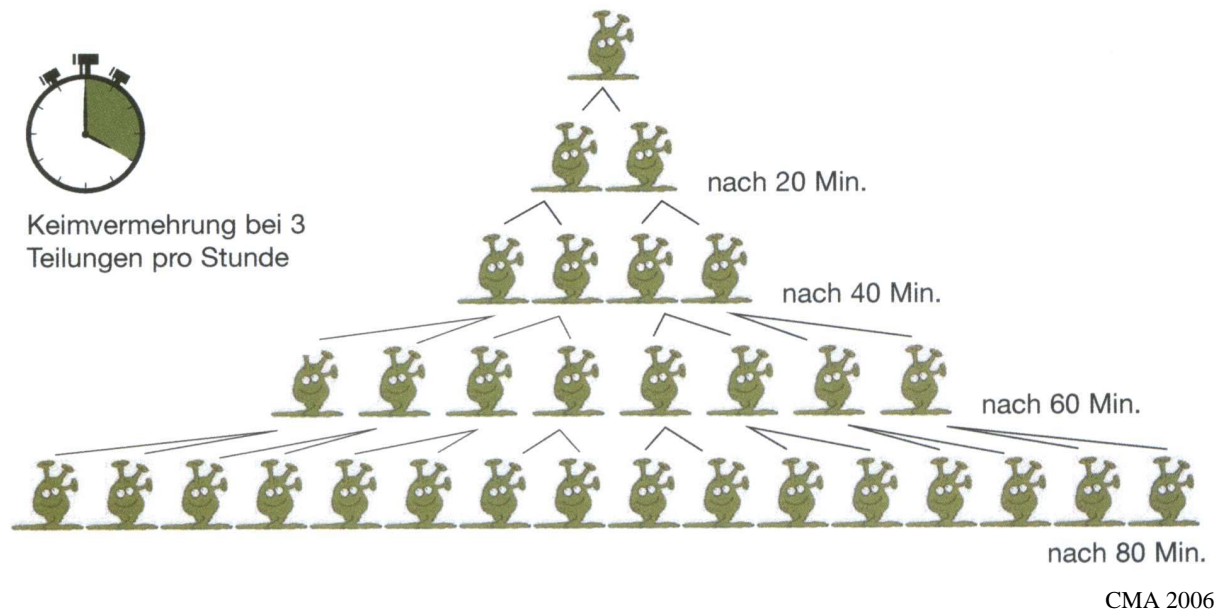 nach 20 Min.
Keimvermehrung bei 3
Teilungen pro Stunde
nach 40 Min.
nach 60 Min.
nach 80 Min.
CMA 2006